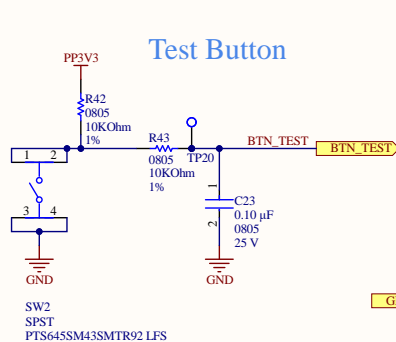 Test Button
PP3V3
R42
0805
10KOhm
1%
R43
0805
10KOhm
1%
TP20
BTN_TEST
BTN_TEST
1 2
3 4
GND
1
2
C23
0.10 µF
0805
25 V
GND
G
SW2
SPST
PTS645SM43SMTR92 LFS